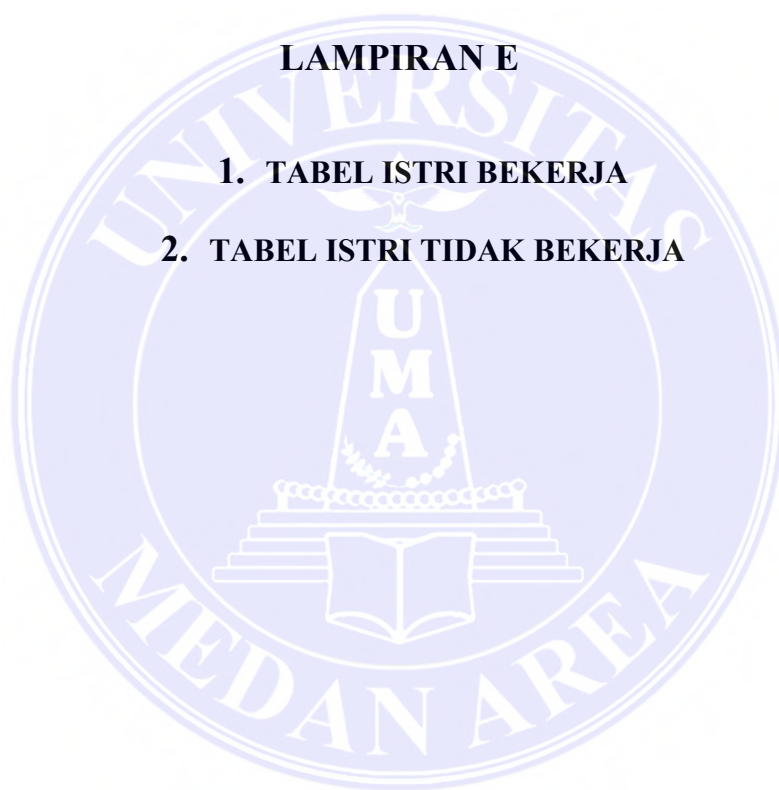 LAMPIRAN E
1. TABEL ISTRI BEKERJA
2. TABEL ISTRI TIDAK BEKERJA
UNIVERSITAS
U
M
A
MEDAN AREA